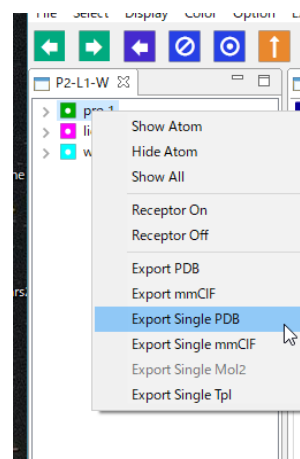 File Select Display Color Option
P2-L1-W
pro 1
li
w
Show Atom
Hide Atom
Show All
Receptor On
Receptor Off
Export PDB
Export mmCIF
Export Single PDB
Export Single mmCIF
Export Single Mol2
Export Single Tpl